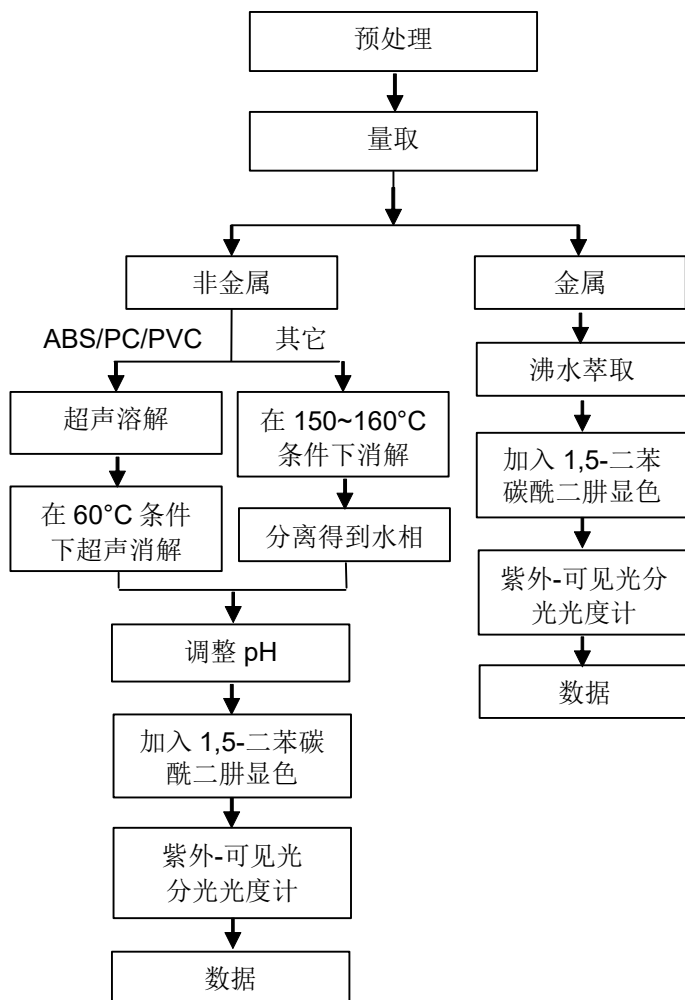 预处理
量取
非金属
金属
ABS/PC/PVC
其它
超声溶解
在 60°C 条件
下超声消解
在 150~160°C
条件下消解
分离得到水相
调整 pH
加入 1,5-二苯碳
酰二肼显色
紫外-可见光
分光光度计
数据
沸水萃取
加入 1,5-二苯
碳酰二肼显色
紫外-可见光分
光光度计
数据